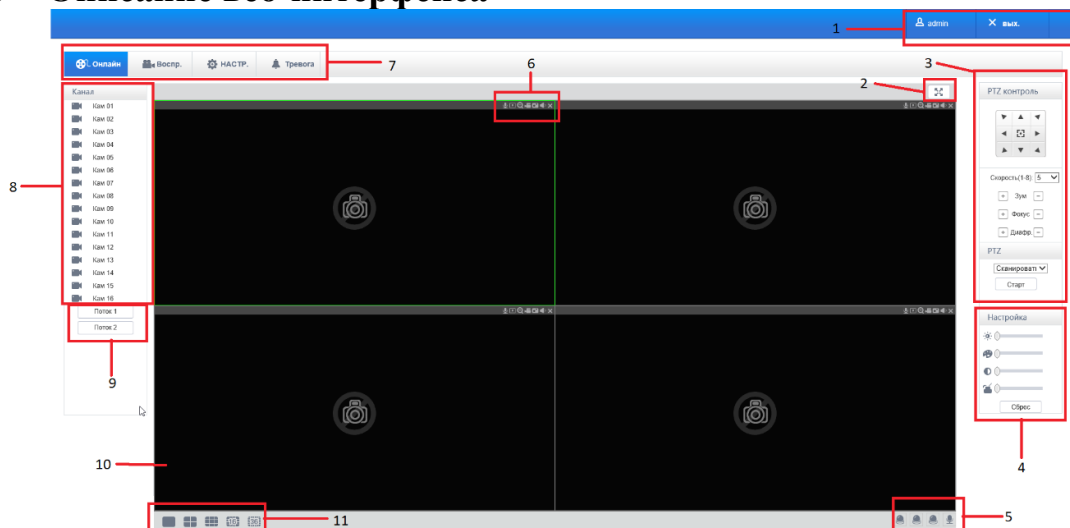 Описание веб-интерфейса
1
admin
вых.
Онлайн
Воспр.
НАСТР.
Тревога
7
6
2
3
Канал
Кам 01
Кам 02
Кам 03
Кам 04
Кам 05
Кам 06
Кам 07
Кам 08
Кам 09
Кам 10
Кам 11
Кам 12
Кам 13
Кам 14
Кам 15
Кам 16
8
Поток 1
Поток 2
9
PTZ контроль
Скорость(1-8) 5
+ Зум −
+ Фокус −
+ Диафр. −
PTZ
Сканироват
Старт
Настройка
Сброс
4
10
16
36
11
5